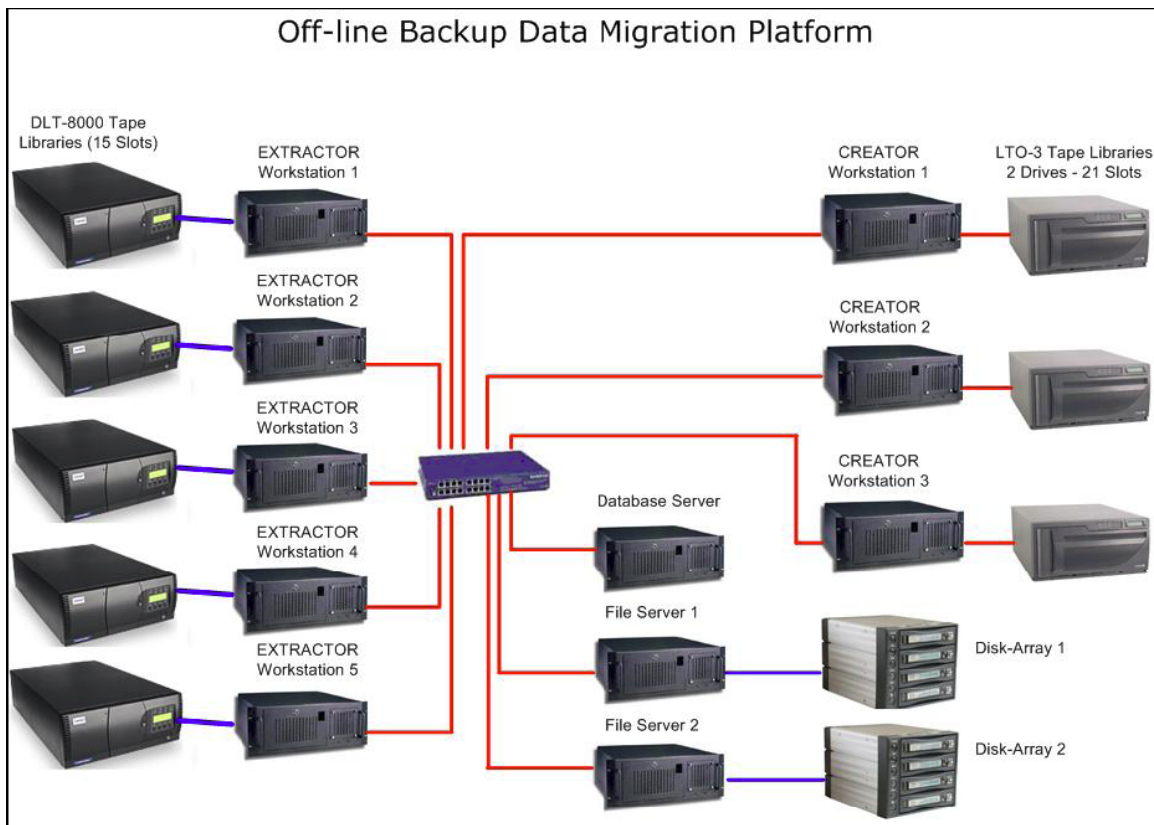 Off-line Backup Data Migration Platform
DLT-8000 Tape
Libraries (15 Slots)
EXTRACTOR
Workstation 1
CREATOR
Workstation 1
LTO-3 Tape Libraries
2 Drives - 21 Slots
EXTRACTOR
Workstation 2
CREATOR
Workstation 2
EXTRACTOR
Workstation 3
CREATOR
Workstation 3
Database Server
EXTRACTOR
Workstation 4
File Server 1
Disk-Array 1
EXTRACTOR
Workstation 5
File Server 2
Disk-Array 2